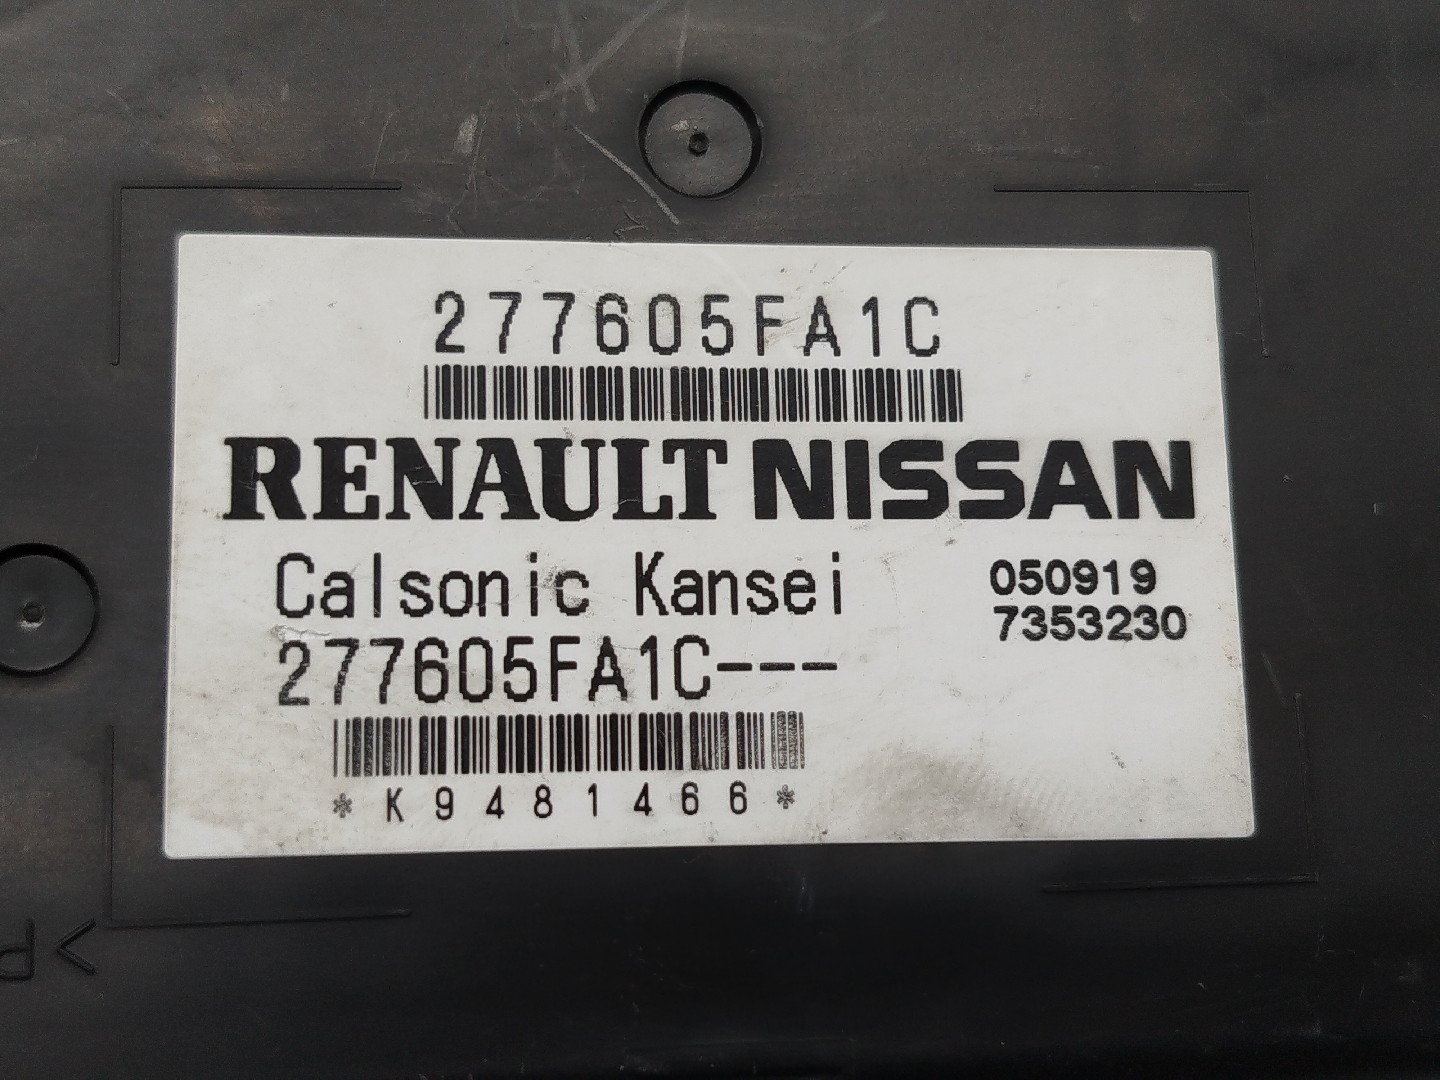 277605FA1C
RENAULT NISSAN
Calsonic Kansei
050919
7353230
277605FA1C---
*K9481466*
>P